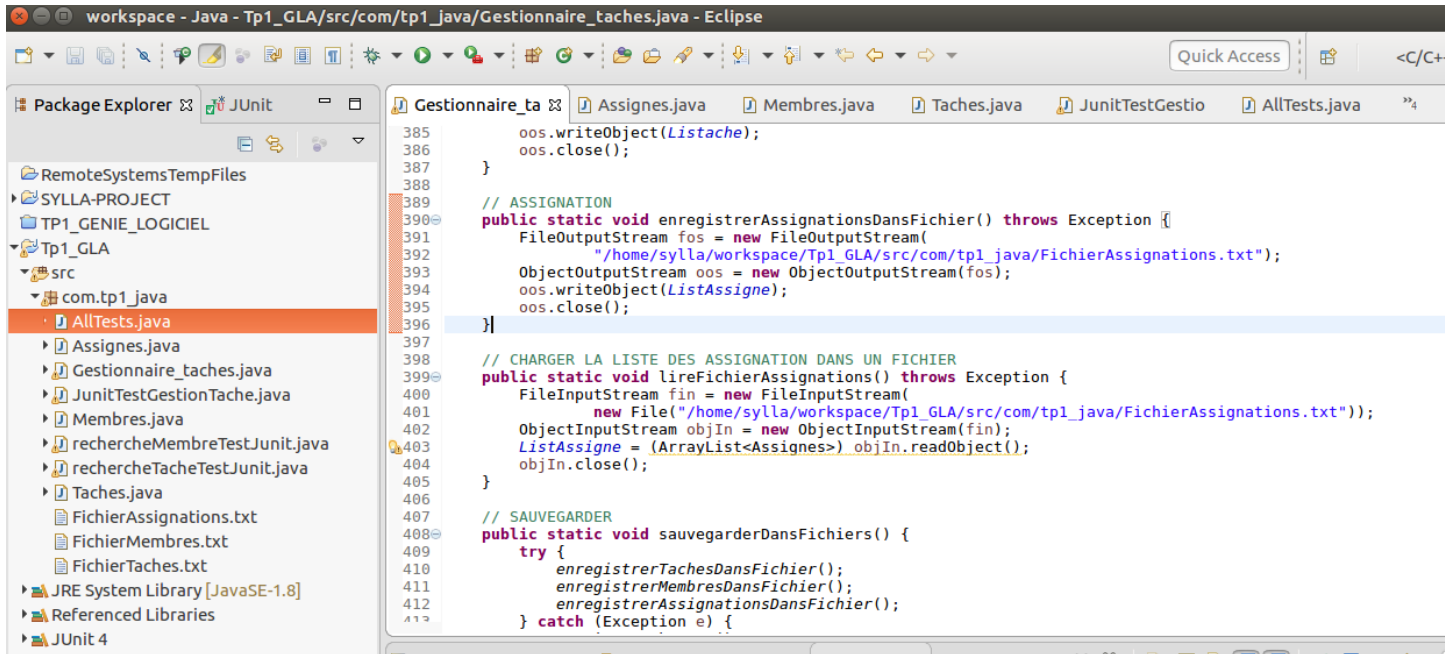 workspace - Java - Tp1_GLA/src/com/tp1_java/Gestionnaire_taches.java - Eclipse
Quick Access
<C/C+
Package Explorer
JUnit
RemoteSystemsTempFiles
SYLLA-PROJECT
TP1_GENIE_LOGICIEL
Tp1_GLA
src
com.tp1_java
AllTests.java
Assignes.java
Gestionnaire_taches.java
JunitTestGestionTache.java
Membres.java
rechercheMembreTestJunit.java
rechercheTacheTestJunit.java
Taches.java
FichierAssignations.txt
FichierMembres.txt
FichierTaches.txt
JRE System Library [JavaSE-1.8]
Referenced Libraries
JUnit 4
Gestionnaire_ta
Assignes.java
Membres.java
Taches.java
JunitTestGestio
AllTests.java
»4
385 oos.writeObject(Listache);
386 oos.close();
387 }
388
389 // ASSIGNATION
390 public static void enregistrerAssignationsDansFichier() throws Exception {
391 FileOutputStream fos = new FileOutputStream(
392 "/home/sylla/workspace/Tp1_GLA/src/com/tp1_java/FichierAssignations.txt");
393 ObjectOutputStream oos = new ObjectOutputStream(fos);
394 oos.writeObject(ListAssigne);
395 oos.close();
396 }
397
398 // CHARGER LA LISTE DES ASSIGNATION DANS UN FICHIER
399 public static void lireFichierAssignations() throws Exception {
400 FileInputStream fin = new FileInputStream(
401 new File("/home/sylla/workspace/Tp1_GLA/src/com/tp1_java/FichierAssignations.txt"));
402 ObjectInputStream objIn = new ObjectInputStream(fin);
403 ListAssigne = (ArrayList<Assignes>) objIn.readObject();
404 objIn.close();
405 }
406
407 // SAUVEGARDER
408 public static void sauvegarderDansFichiers() {
409 try {
410 enregistrerTachesDansFichier();
411 enregistrerMembresDansFichier();
412 enregistrerAssignationsDansFichier();
413 } catch (Exception e) {